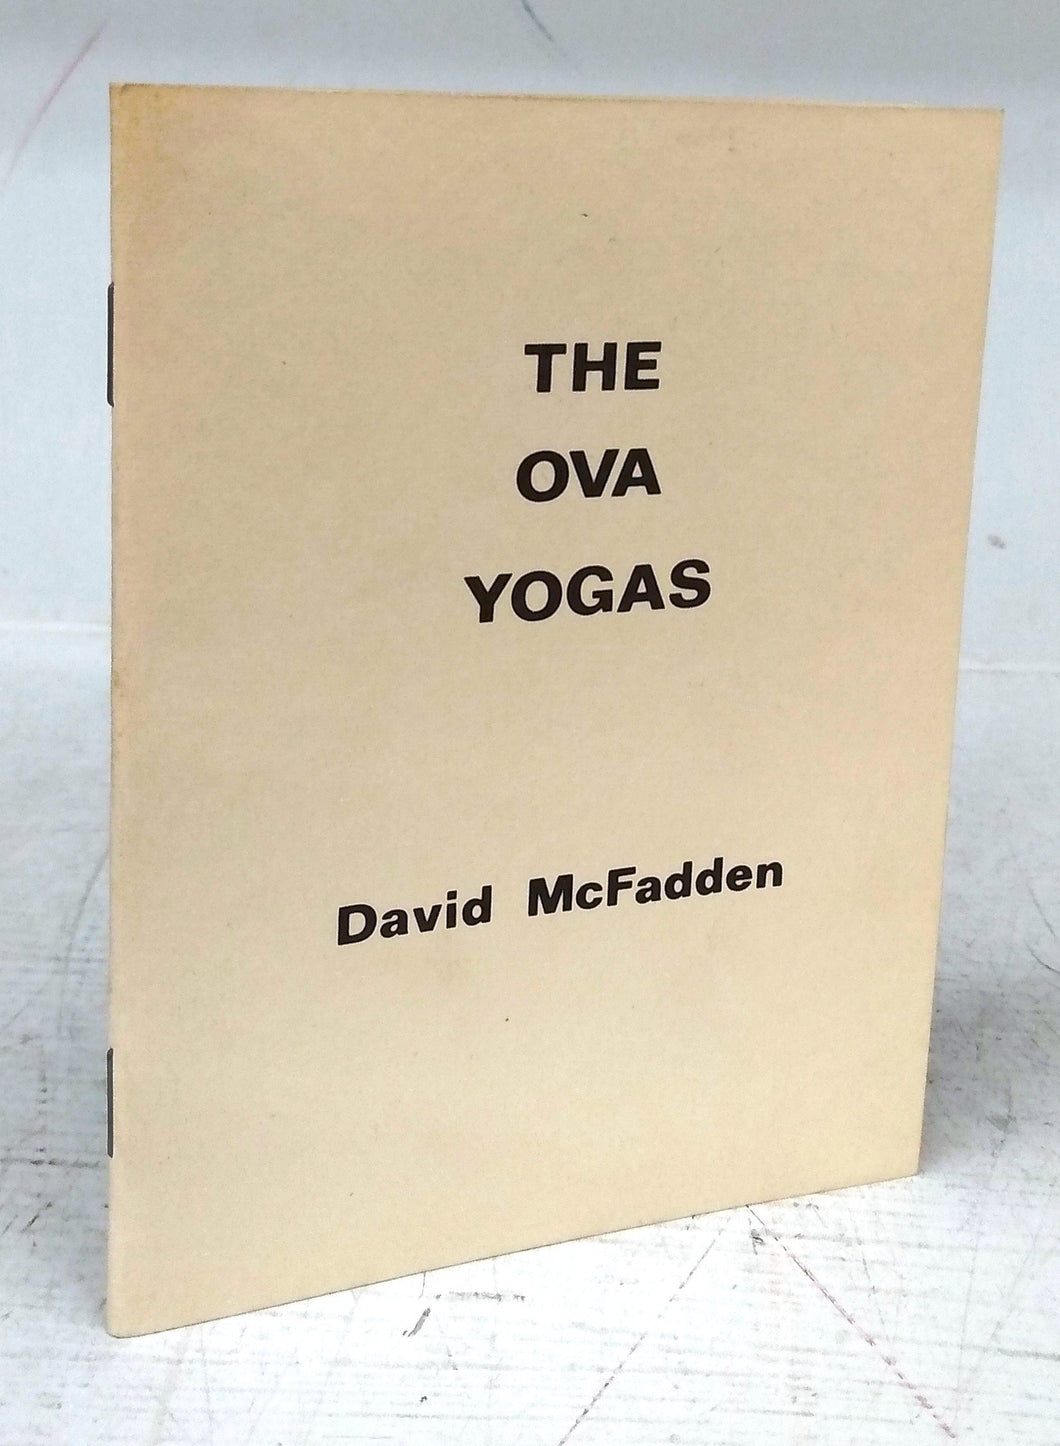 THE
OVA
YOGAS
David McFadden